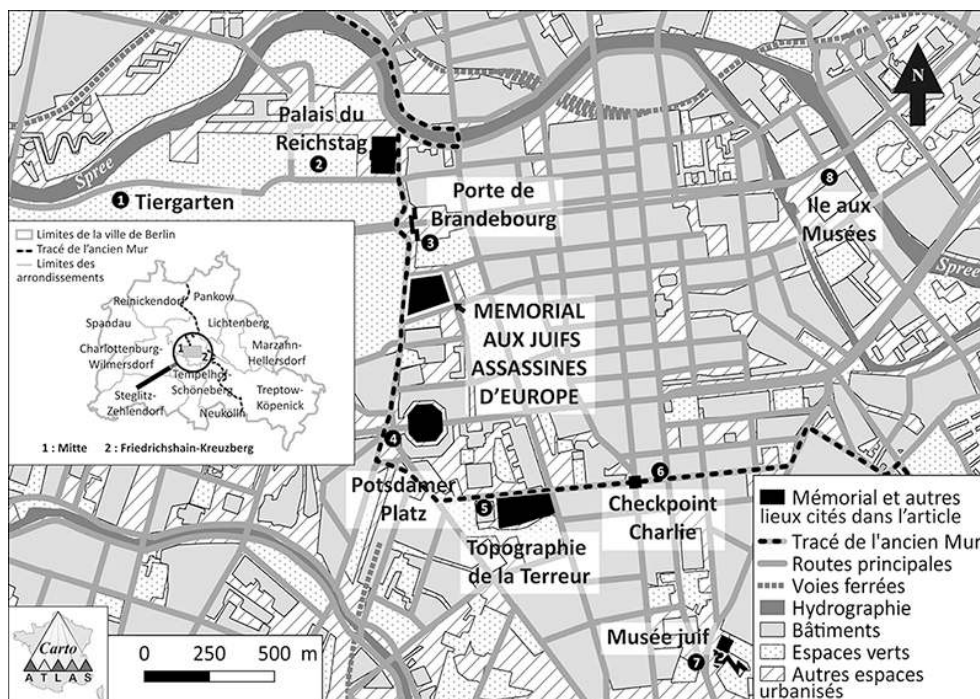 N
Palais du
Reichstag
2
Spree
1 Tiergarten
Porte de
Brandebourg
3
8
Ile aux
Musées
Spree
Limites de la ville de Berlin
Tracé de l'ancien Mur
Limites des
arrondissements
Reinickendorf
Pankow
Spandau
Lichtenberg
Charlottenburg-
Wilmersdorf
1
2
Marzahn-
Hellersdorf
Tempelhof-
Schöneberg
Steglitz-
Zehlendorf
Treptow-
Köpenick
Neukölln
1 : Mitte 2 : Friedrichshain-Kreuzberg
MEMORIAL
AUX JUIFS
ASSASSINES
D'EUROPE
4
Potsdamer
Platz
5
Topographie
de la Terreur
6
Checkpoint
Charlie
Musée juif
7
Mémorial et autres
lieux cités dans l'article
Tracé de l'ancien Mur
Routes principales
Voies ferrées
Hydrographie
Bâtiments
Espaces verts
Autres espaces
urbanisés
Carto
ATLAS
0 250 500 m